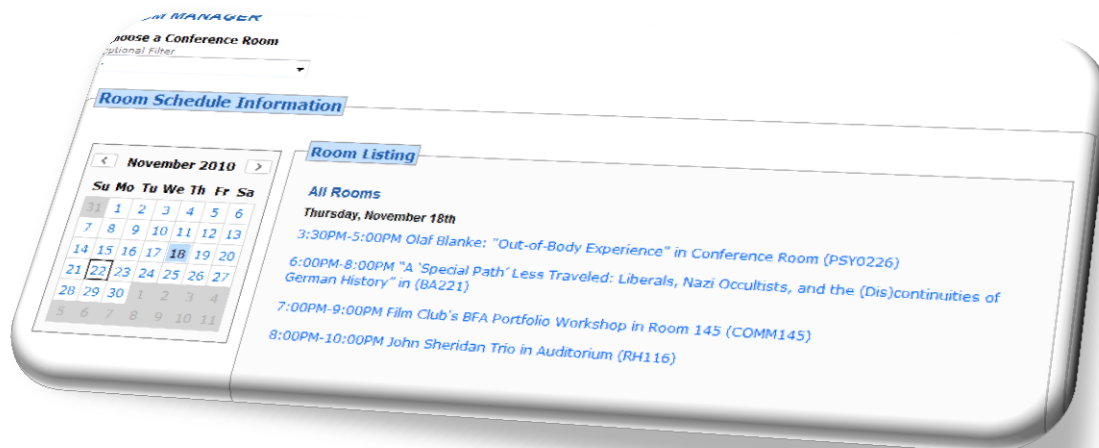 MANAGER
Choose a Conference Room
Optional Filter
Room Schedule Information
< November 2010 >
Su Mo Tu We Th Fr Sa
31 1 2 3 4 5 6
7 8 9 10 11 12 13
14 15 16 17 18 19 20
21 22 23 24 25 26 27
28 29 30 1 2 3 4
5 6 7 8 9 10 11
Room Listing
All Rooms
Thursday, November 18th
3:30PM-5:00PM Olaf Blanke: "Out-of-Body Experience" in Conference Room (PSY0226)
6:00PM-8:00PM "A 'Special Path' Less Traveled: Liberals, Nazi Occultists, and the (Dis)continuities of
German History" in (BA221)
7:00PM-9:00PM Film Club's BFA Portfolio Workshop in Room 145 (COMM145)
8:00PM-10:00PM John Sheridan Trio in Auditorium (RH116)